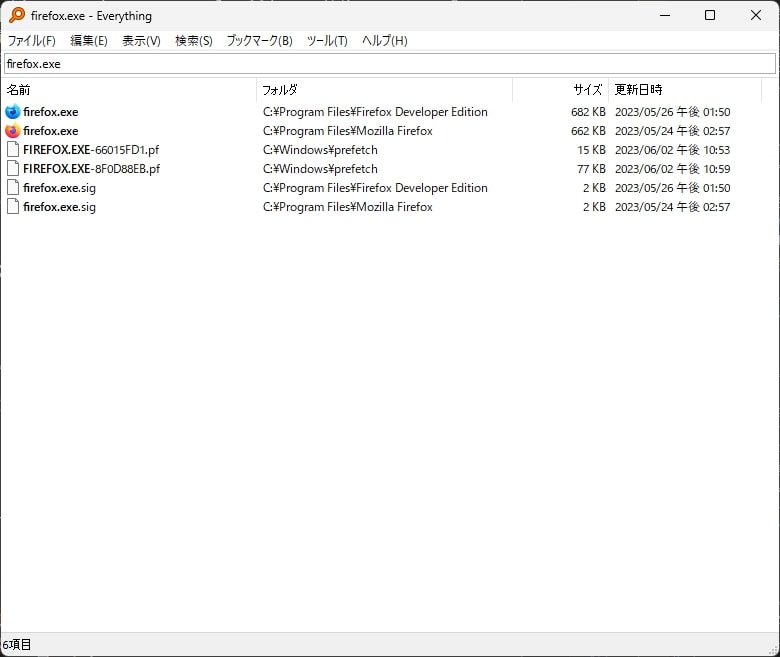 firefox.exe - Everything
ファイル(F) 編集(E) 表示(V) 検索(S) ブックマーク(B) ツール(T) ヘルプ(H)
firefox.exe
名前 フォルダ サイズ 更新日時
firefox.exe C:¥Program Files¥Firefox Developer Edition 682 KB 2023/05/26 午後 01:50
firefox.exe C:¥Program Files¥Mozilla Firefox 662 KB 2023/05/24 午後 02:57
FIREFOX.EXE-66015FD1.pf C:¥Windows¥prefetch 15 KB 2023/06/02 午後 10:53
FIREFOX.EXE-8F0D88EB.pf C:¥Windows¥prefetch 77 KB 2023/06/02 午後 10:59
firefox.exe.sig C:¥Program Files¥Firefox Developer Edition 2 KB 2023/05/26 午後 01:50
firefox.exe.sig C:¥Program Files¥Mozilla Firefox 2 KB 2023/05/24 午後 02:57
6項目